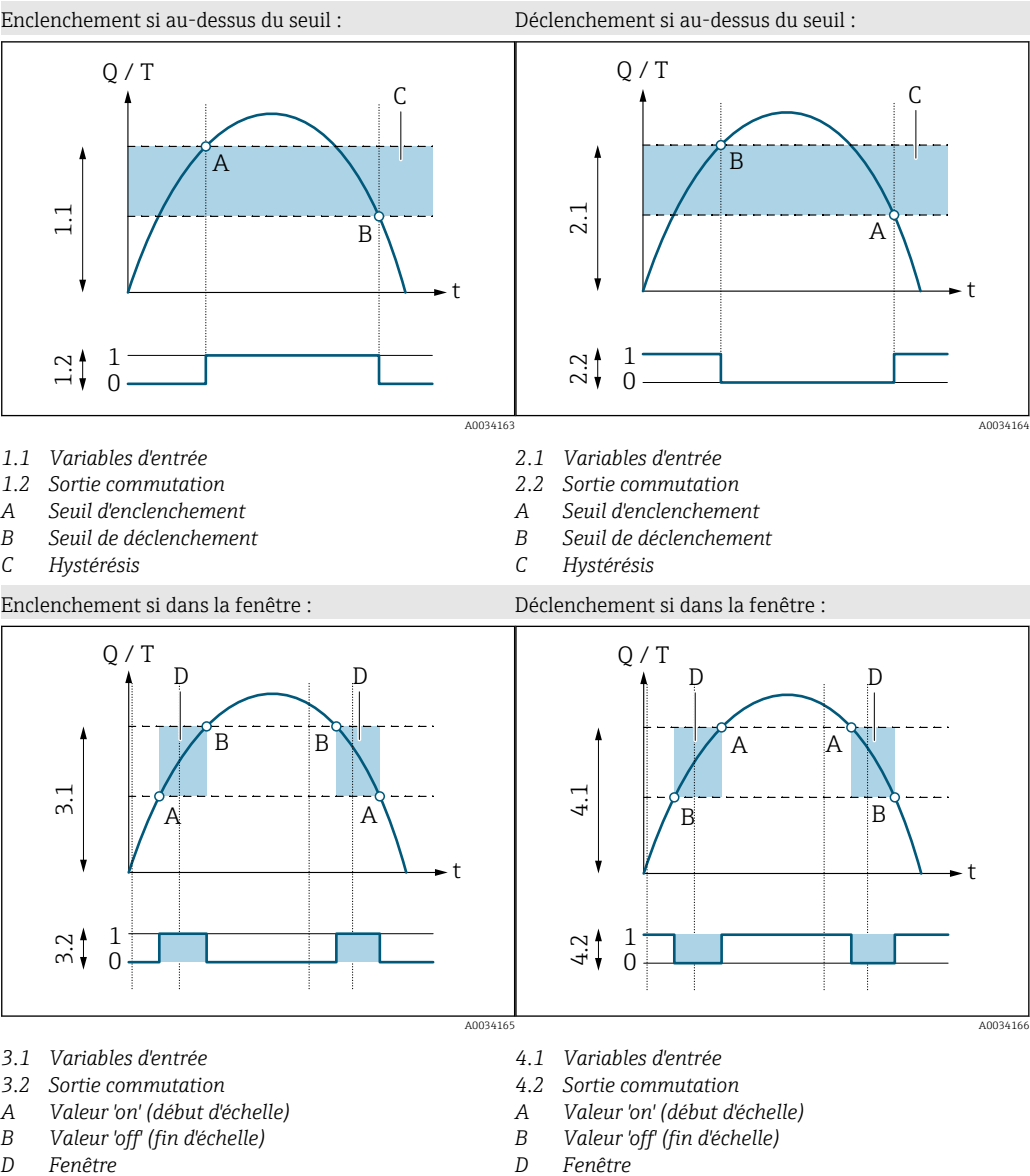 Enclenchement si au-dessus du seuil :
Déclenchement si au-dessus du seuil :
Q / T
C
A
B
1.1
t
1.2
1
0
A0034163
Q / T
C
B
A
2.1
t
2.2
1
0
A0034164
1.1 Variables d'entrée
1.2 Sortie commutation
A Seuil d'enclenchement
B Seuil de déclenchement
C Hystérésis
2.1 Variables d'entrée
2.2 Sortie commutation
A Seuil d'enclenchement
B Seuil de déclenchement
C Hystérésis
Enclenchement si dans la fenêtre :
Déclenchement si dans la fenêtre :
Q / T
D
D
B
B
A
A
3.1
t
3.2
1
0
A0034165
Q / T
D
D
A
A
B
B
4.1
t
4.2
1
0
A0034166
3.1 Variables d'entrée
3.2 Sortie commutation
A Valeur 'on' (début d'échelle)
B Valeur 'off' (fin d'échelle)
D Fenêtre
4.1 Variables d'entrée
4.2 Sortie commutation
A Valeur 'on' (début d'échelle)
B Valeur 'off' (fin d'échelle)
D Fenêtre